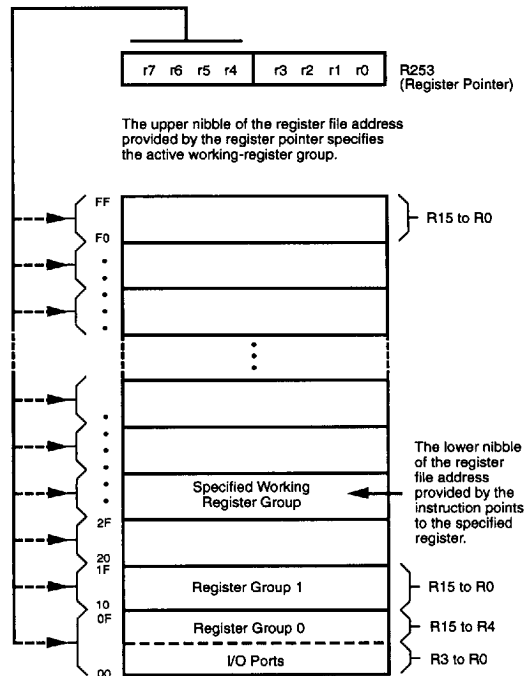 r7 r6 r5 r4 r3 r2 r1 r0
R253
(Register Pointer)
The upper nibble of the register file address
provided by the register pointer specifies
the active working-register group.
FF
R15 to R0
F0
Specified Working
Register Group
The lower nibble
of the register
file address
provided by the
instruction points
to the specified
register.
2F
20
1F
Register Group 1
R15 to R0
10
0F
Register Group 0
R15 to R4
I/O Ports
R3 to R0
00